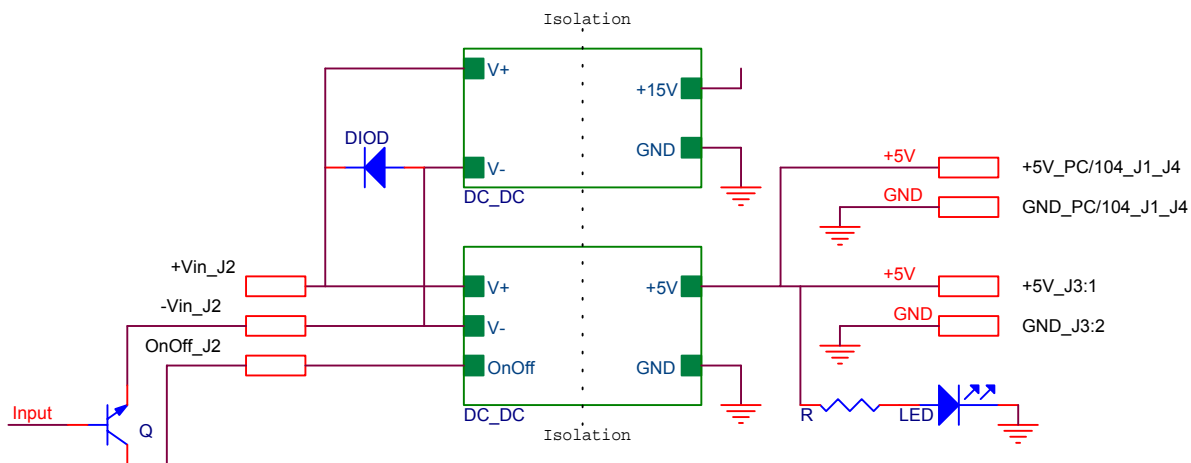 Isolation
V+
+15V
DIOD
GND
V-
DC_DC
+5V
+5V_PC/104_J1_J4
GND
GND_PC/104_J1_J4
+Vin_J2
V+
+5V
+5V
+5V_J3:1
-Vin_J2
V-
GND
GND_J3:2
OnOff_J2
OnOff
GND
DC_DC
Input
Q
R
LED
Isolation